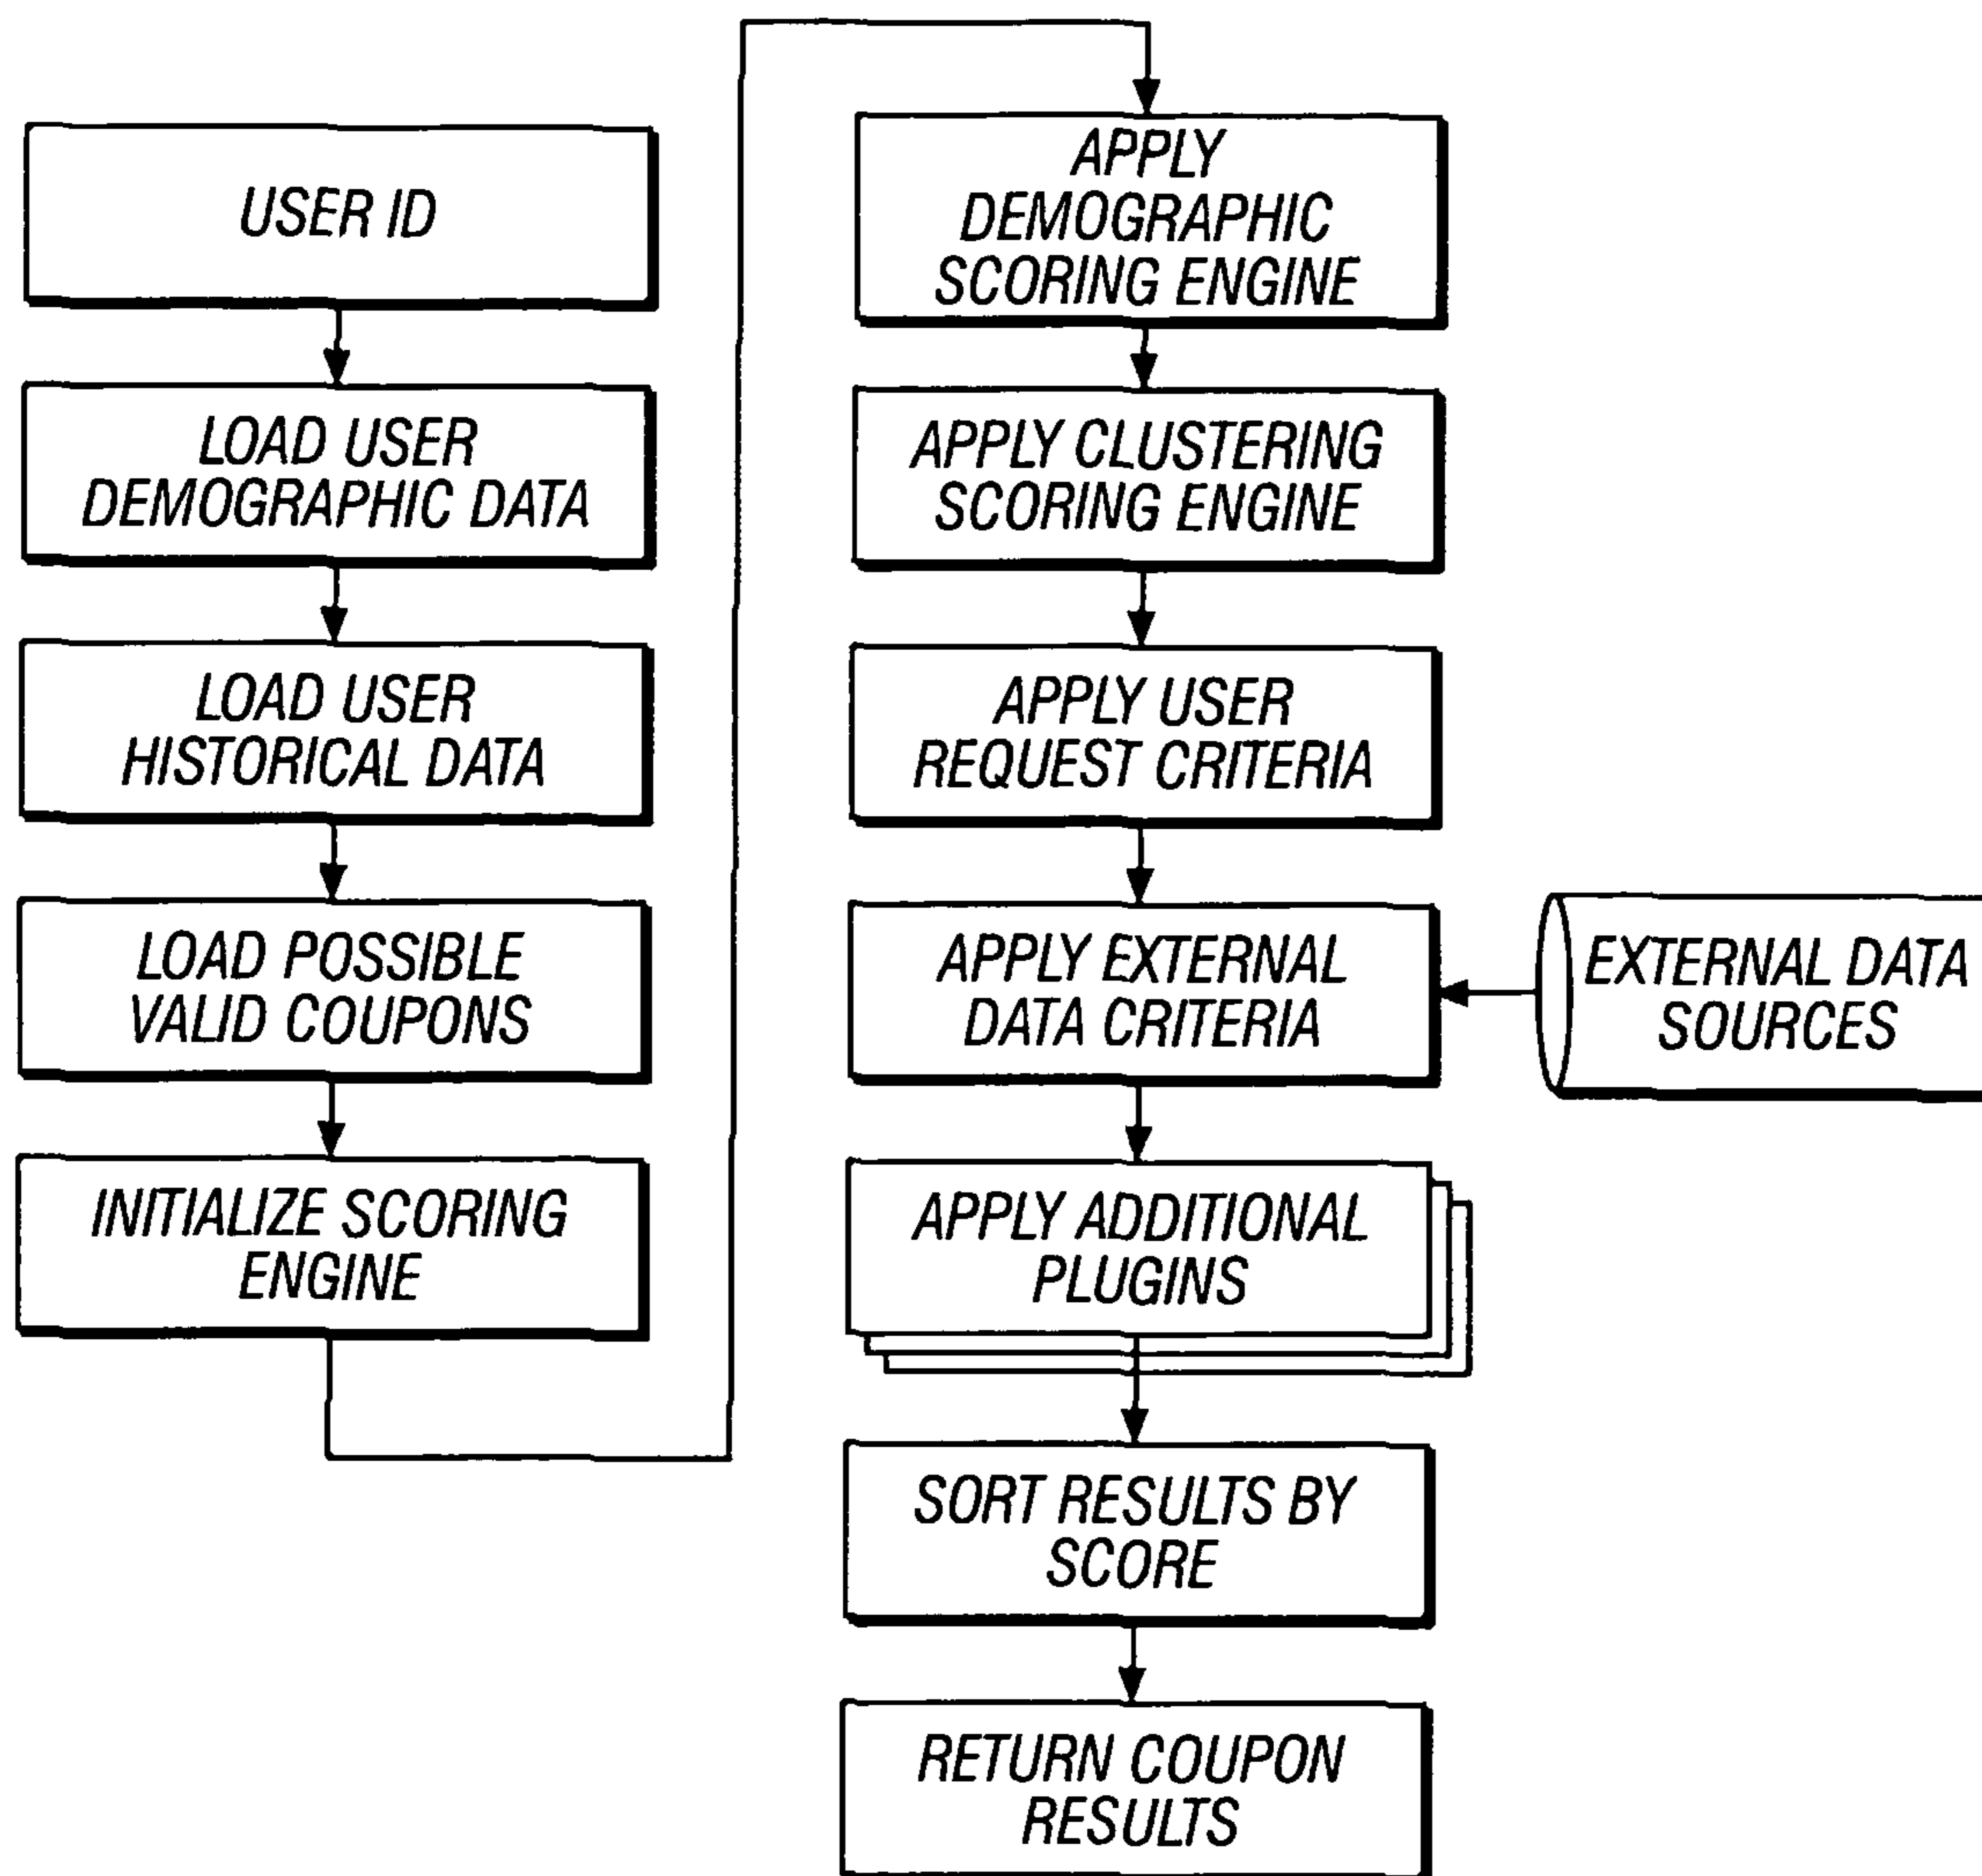 USER ID
LOAD USER
DEMOGRAPHIC DATA
LOAD USER
HISTORICAL DATA
LOAD POSSIBLE
VALID COUPONS
INITIALIZE SCORING
ENGINE
APPLY
DEMOGRAPHIC
SCORING ENGINE
APPLY CLUSTERING
SCORING ENGINE
APPLY USER
REQUEST CRITERIA
APPLY EXTERNAL
DATA CRITERIA
EXTERNAL DATA
SOURCES
APPLY ADDITIONAL
PLUGINS
SORT RESULTS BY
SCORE
RETURN COUPON
RESULTS